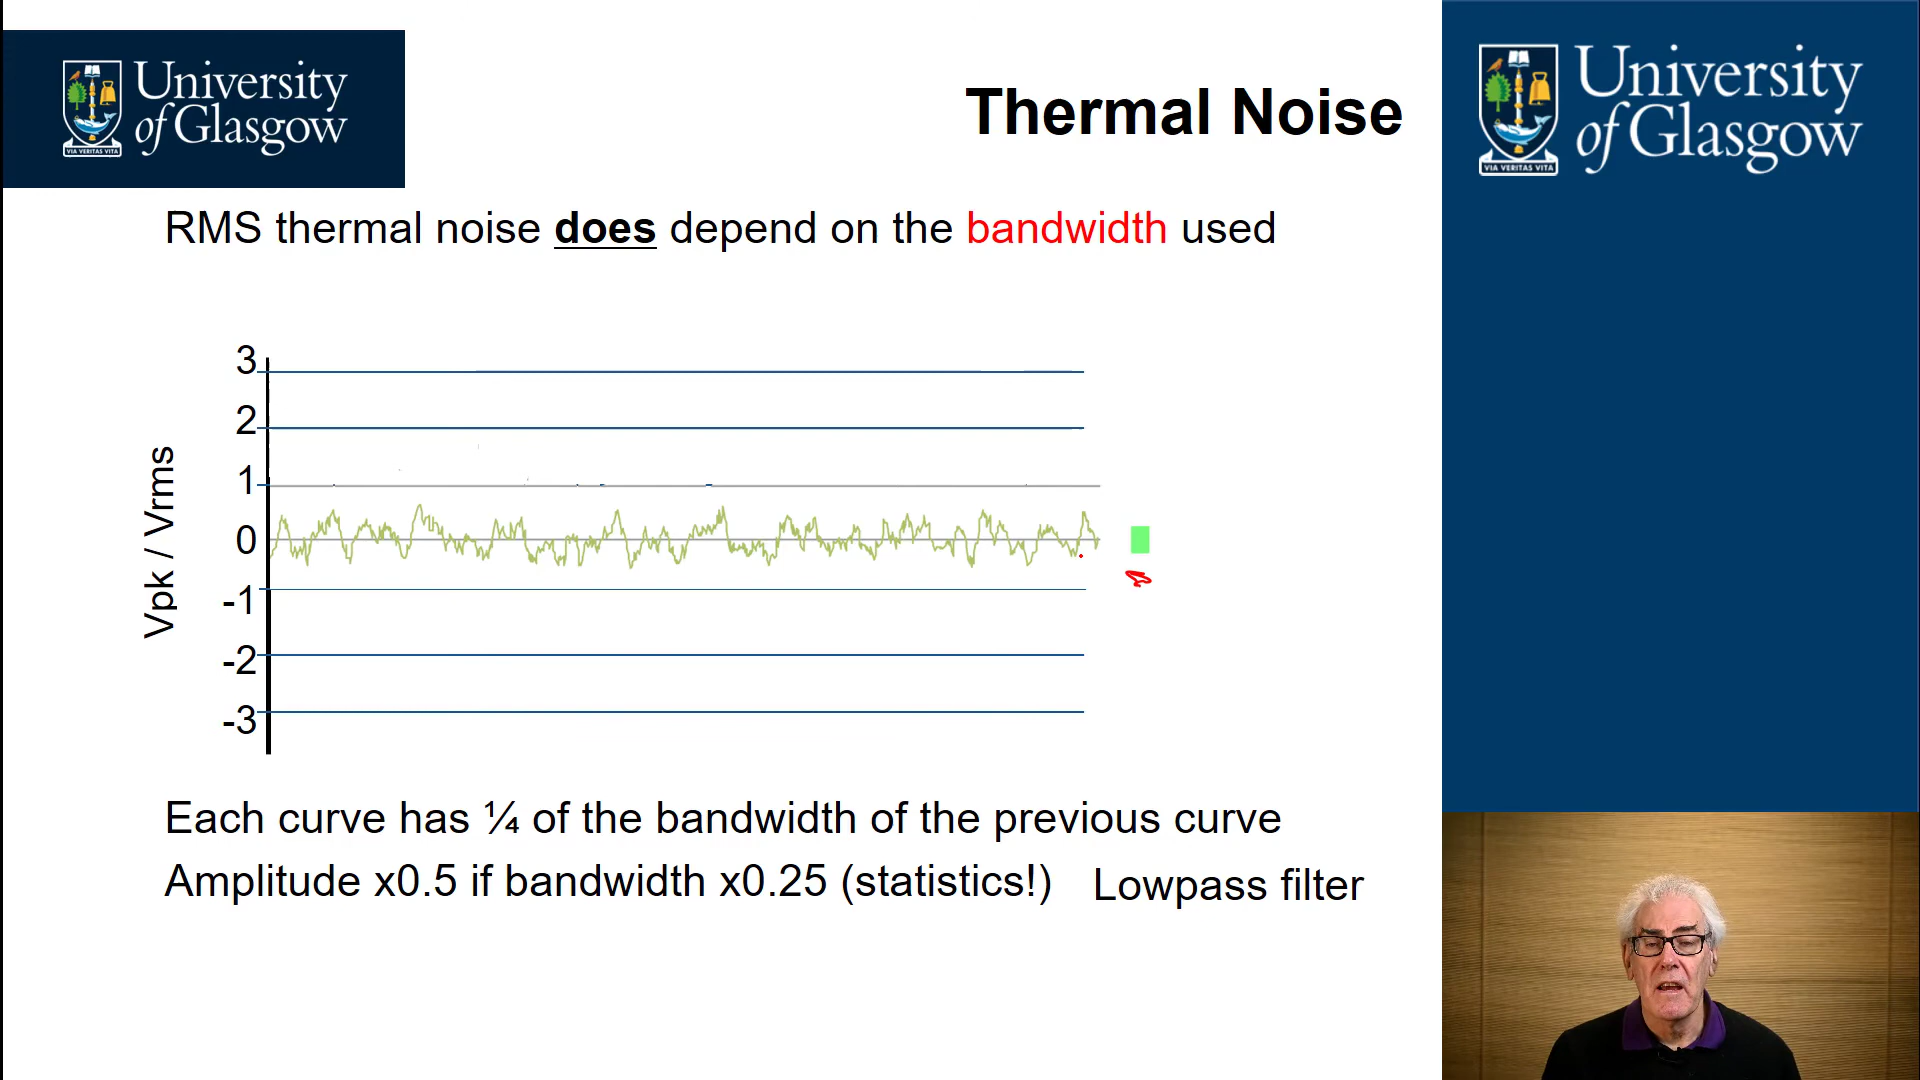 University
of Glasgow
VIA VERITAS VITA
Thermal Noise
University
of Glasgow
VIA VERITAS VITA
RMS thermal noise does depend on the bandwidth used
3
2
1
0
-1
-2
-3
Vpk / Vrms
Each curve has ¼ of the bandwidth of the previous curve
Amplitude x0.5 if bandwidth x0.25 (statistics!)
Lowpass filter